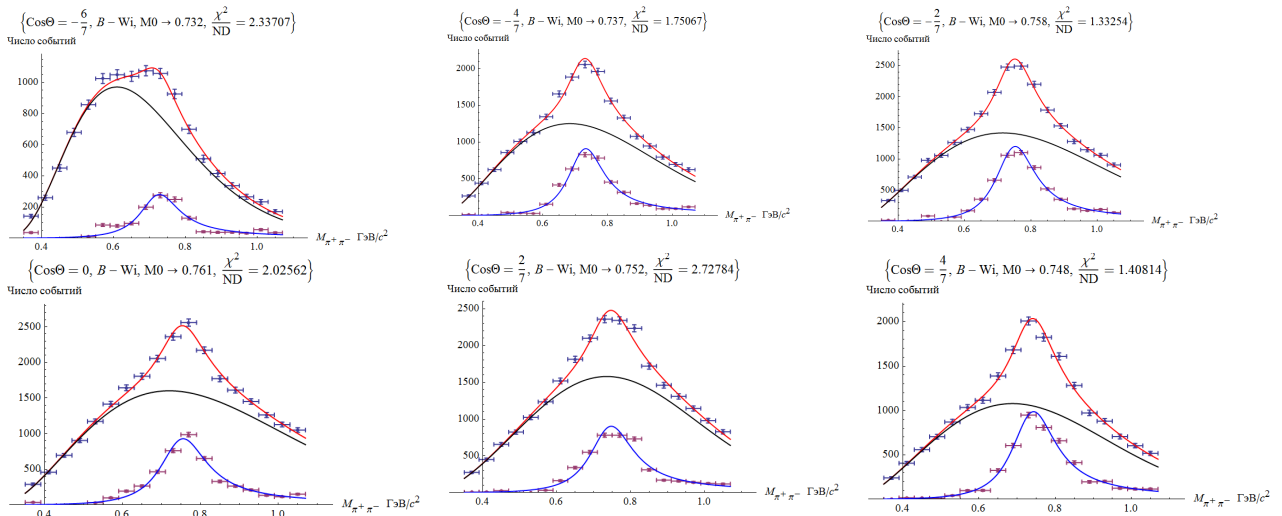 {CosΘ = −6/7, B − Wi, M0 → 0.732, χ²/ND = 2.33707}
Число событий
1000
800
600
400
200
0.4 0.6 0.8 1.0
M π+ π− ГэВ/c²
{CosΘ = −4/7, B − Wi, M0 → 0.737, χ²/ND = 1.75067}
Число событий
2000
1500
1000
500
0.4 0.6 0.8 1.0
M π+ π− ГэВ/c²
{CosΘ = −2/7, B − Wi, M0 → 0.758, χ²/ND = 1.33254}
Число событий
2500
2000
1500
1000
500
0.4 0.6 0.8 1.0
M π+ π− ГэВ/c²
{CosΘ = 0, B − Wi, M0 → 0.761, χ²/ND = 2.02562}
Число событий
2500
2000
1500
1000
500
0.4 0.6 0.8 1.0
M π+ π− ГэВ/c²
{CosΘ = 2/7, B − Wi, M0 → 0.752, χ²/ND = 2.72784}
Число событий
2500
2000
1500
1000
500
0.4 0.6 0.8 1.0
M π+ π− ГэВ/c²
{CosΘ = 4/7, B − Wi, M0 → 0.748, χ²/ND = 1.40814}
Число событий
2000
1500
1000
500
0.4 0.6 0.8 1.0
M π+ π− ГэВ/c²